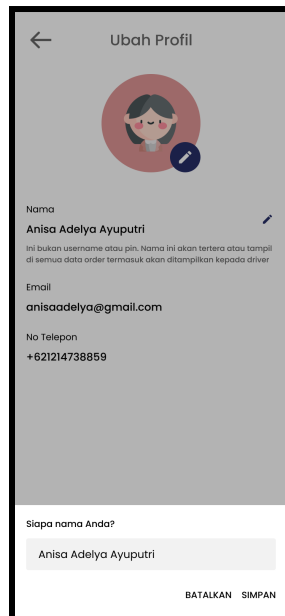 Ubah Profil
Nama
Anisa Adelya Ayuputri
Ini bukan username atau pin. Nama ini akan tertera atau tampil
di semua data order termasuk akan ditampilkan kepada driver
Email
anisaadelya@gmail.com
No Telepon
+621214738859
Siapa nama Anda?
Anisa Adelya Ayuputri
BATALKAN SIMPAN